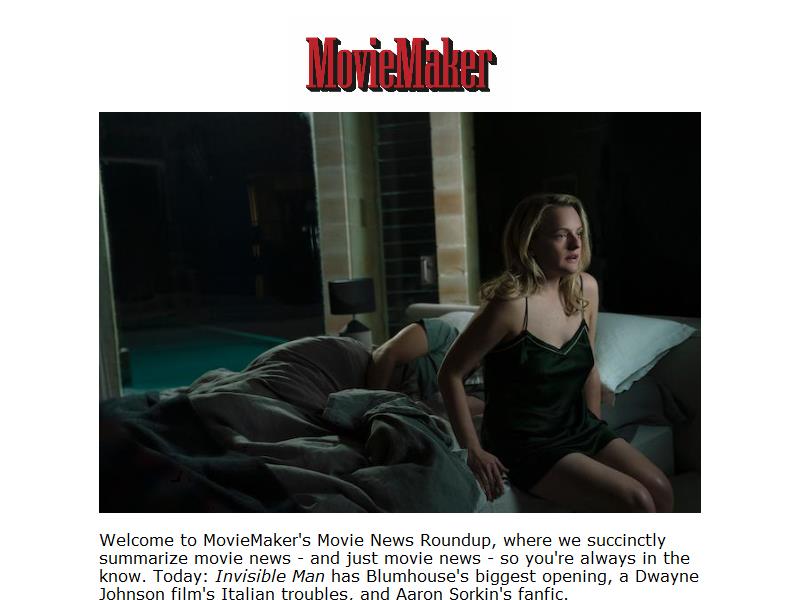 MovieMaker
Welcome to MovieMaker's Movie News Roundup, where we succinctly
summarize movie news - and just movie news - so you're always in the
know. Today: Invisible Man has Blumhouse's biggest opening, a Dwayne
Johnson film's Italian troubles, and Aaron Sorkin's fanfic.